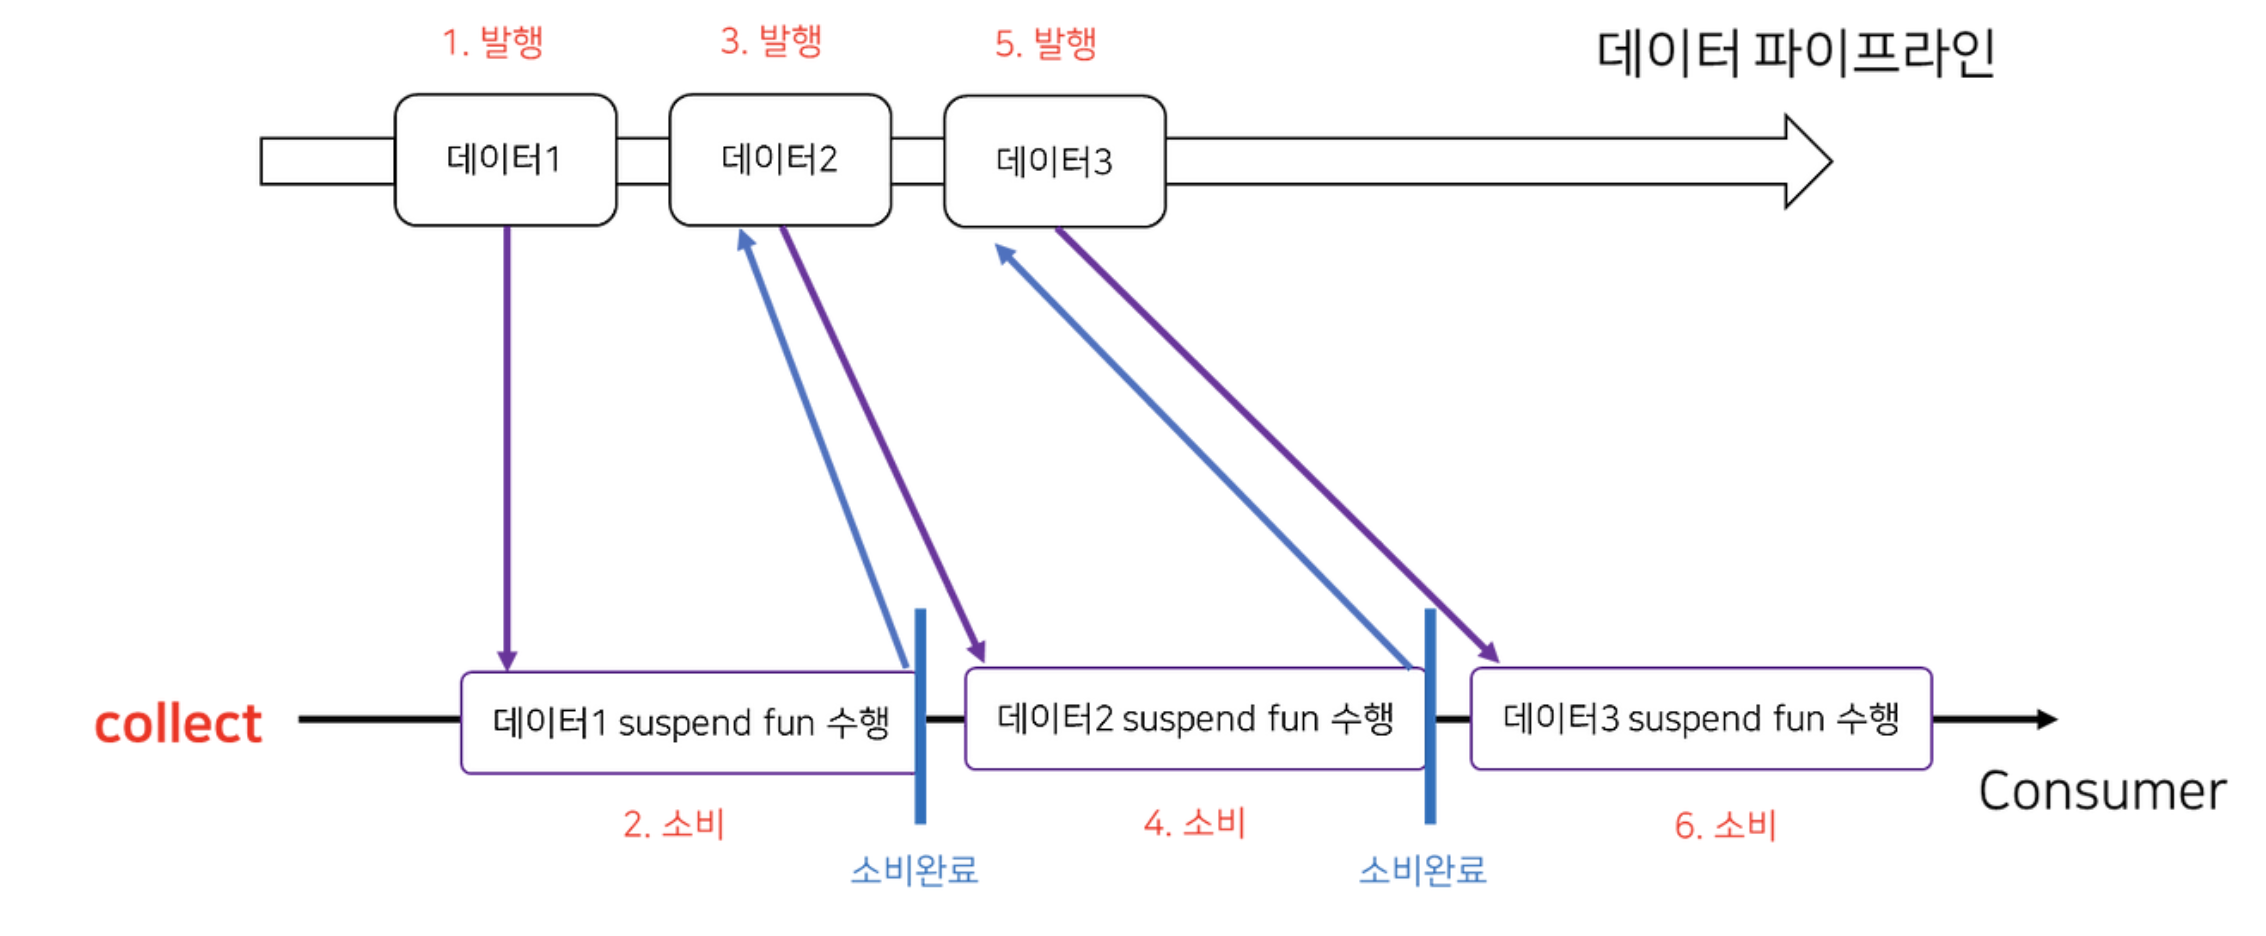 1. 발행
3. 발행
5. 발행
데이터 파이프라인
데이터1
데이터2
데이터3
collect
데이터1 suspend fun 수행
데이터2 suspend fun 수행
데이터3 suspend fun 수행
Consumer
2. 소비
4. 소비
6. 소비
소비완료
소비완료